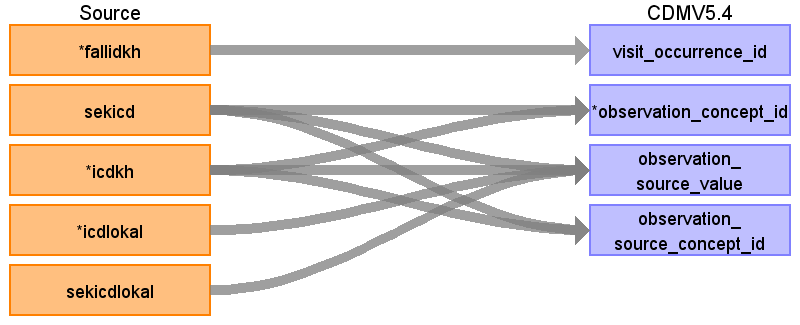 Source
CDMV5.4
*fallidkh
visit_occurrence_id
sekicd
*observation_concept_id
*icdkh
observation_
source_value
*icdlokal
observation_
source_concept_id
sekicdlokal